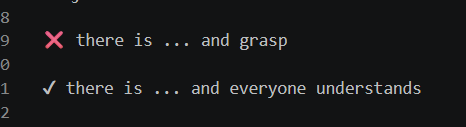 8
9 ❌ there is ... and grasp
0
1 ✓ there is ... and everyone understands
2